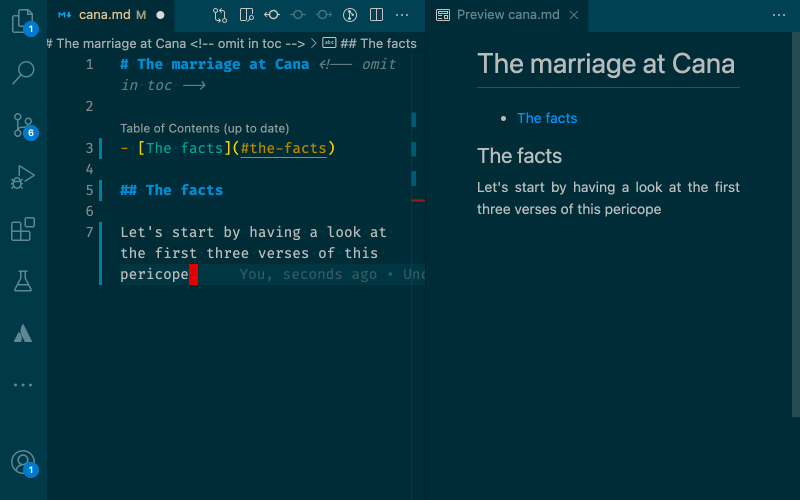 cana.md M
Preview cana.md
# The marriage at Cana <!-- omit in toc --> > ## The facts
1 # The marriage at Cana <!-- omit
in toc -->
2
Table of Contents (up to date)
3 - [The facts](#the-facts)
4
5 ## The facts
6
7 Let's start by having a look at
the first three verses of this
pericope You, seconds ago • Unc
1
6
1
The marriage at Cana
• The facts
The facts
Let's start by having a look at the first
three verses of this pericope